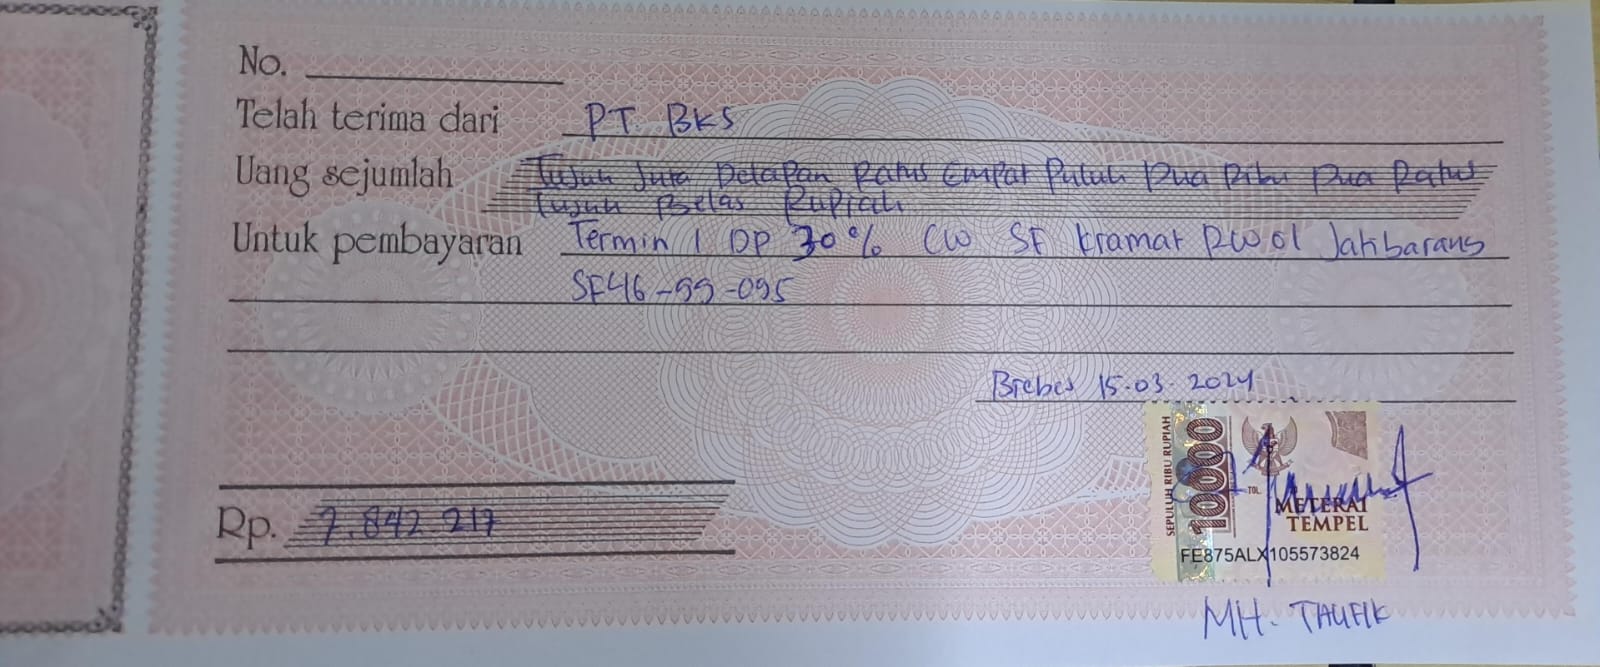 No.
Telah terima dari PT. BKS
Uang sejumlah Tujuh Juta Delapan Ratus Empat Puluh Dua Ribu Dua Ratus
Tujuh Belas Rupiah
Untuk pembayaran Termin 1 DP 30% CW SF Kramat RW 01 Jatibarang
SF46-99-095
Brebes 15-03-2024
SEPULUH RIBU RUPIAH
10000
TGL.
METERAI
TEMPEL
FE875ALX105573824
Rp. 7.842.217
MH. TAUFIK